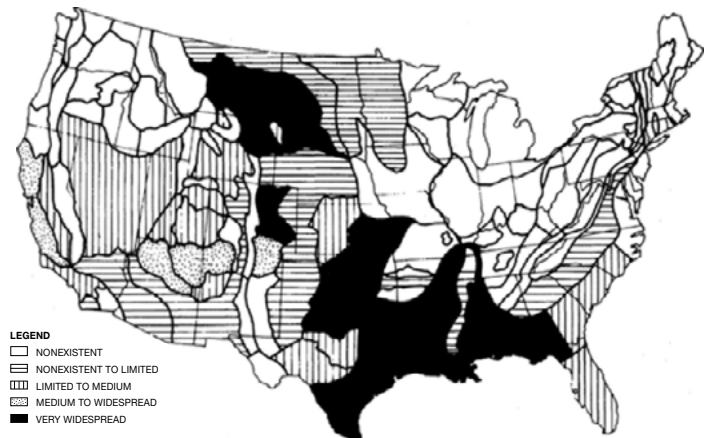 LEGEND
NONEXISTENT
NONEXISTENT TO LIMITED
LIMITED TO MEDIUM
MEDIUM TO WIDESPREAD
VERY WIDESPREAD